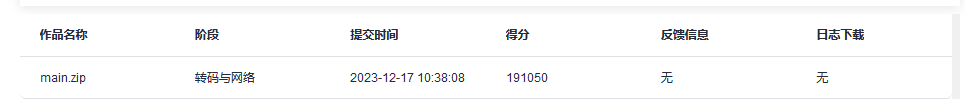 作品名称 阶段 提交时间 得分 反馈信息 日志下载
main.zip 转码与网络 2023-12-17 10:38:08 191050 无 无